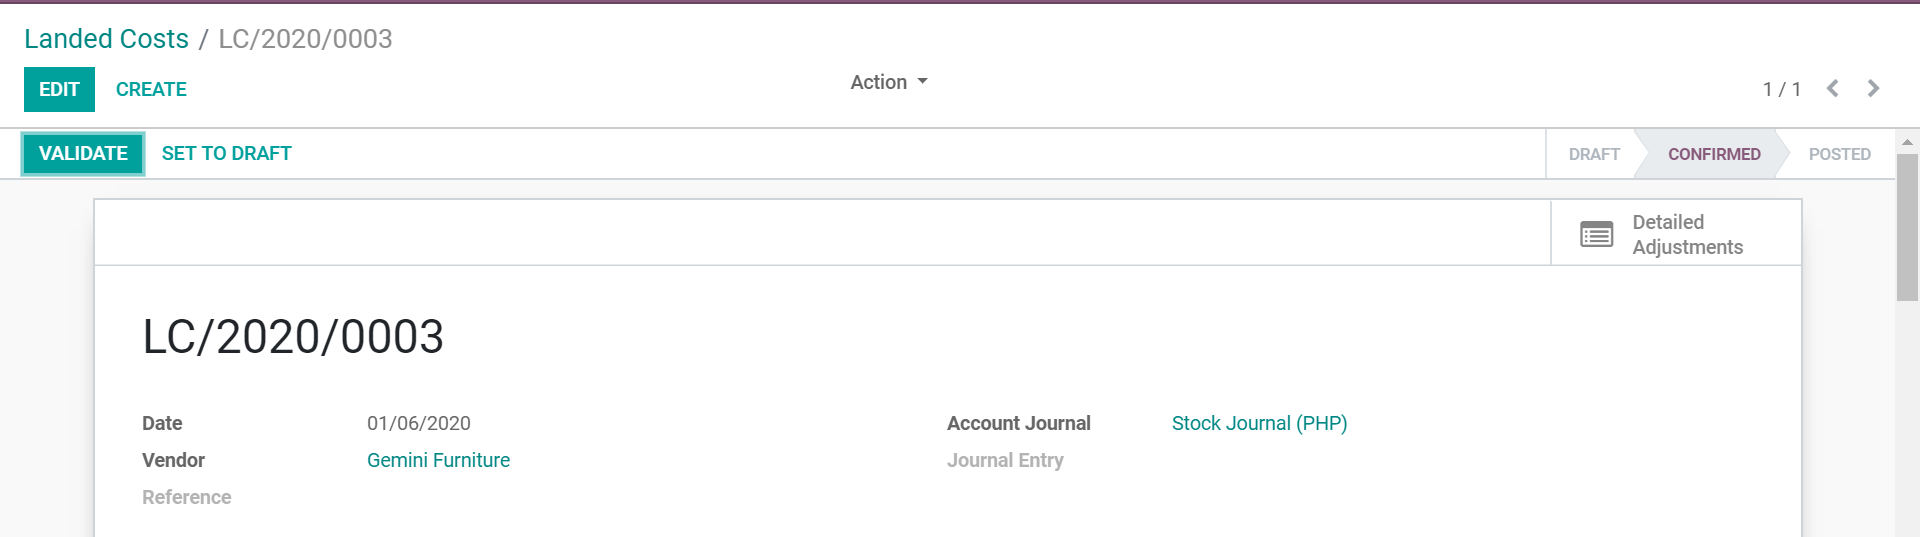 Landed Costs / LC/2020/0003
EDIT CREATE Action 1 / 1
VALIDATE SET TO DRAFT DRAFT CONFIRMED POSTED
Detailed
Adjustments
LC/2020/0003
Date 01/06/2020 Account Journal Stock Journal (PHP)
Vendor Gemini Furniture Journal Entry
Reference